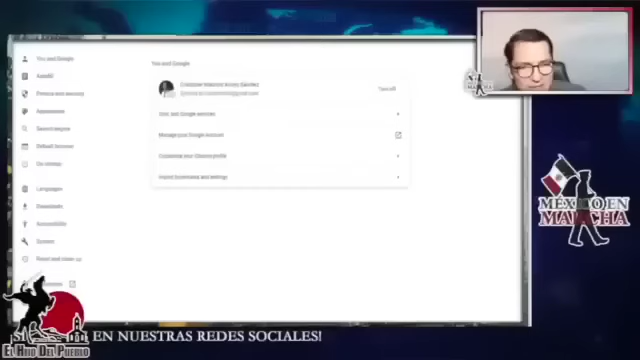 You and Google
You and Google
Autofill
Privacy and security
Sync and Google services
Appearance
Manage your Google Account
Search engine
Customize your Chrome profile
Default browser
Import bookmarks and settings
On startup
Languages
Downloads
Accessibility
System
Reset and clean up
MÉXICO EN
MARCHA
MARCHA
EN NUESTRAS REDES SOCIALES!
EL HIJO DEL PUEBLO